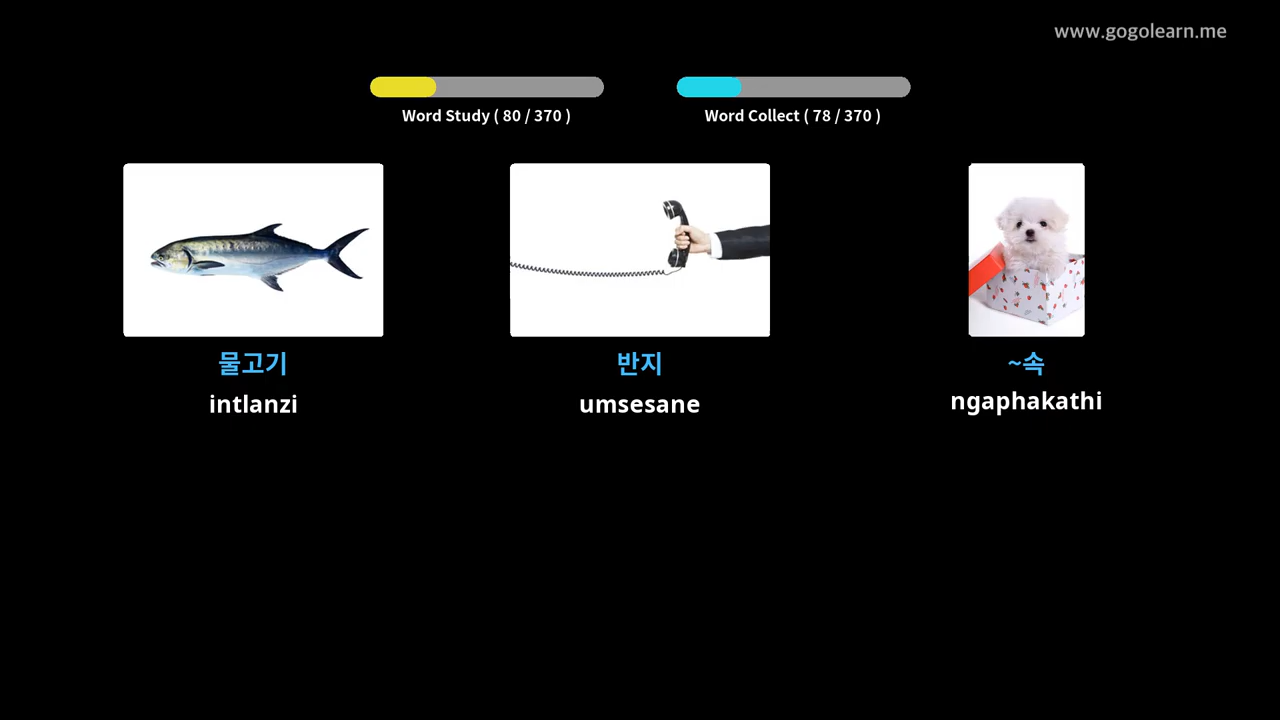 www.gogolearn.me
Word Study ( 80 / 370 )
Word Collect ( 78 / 370 )
물고기
반지
~속
intlanzi
umsesane
ngaphakathi